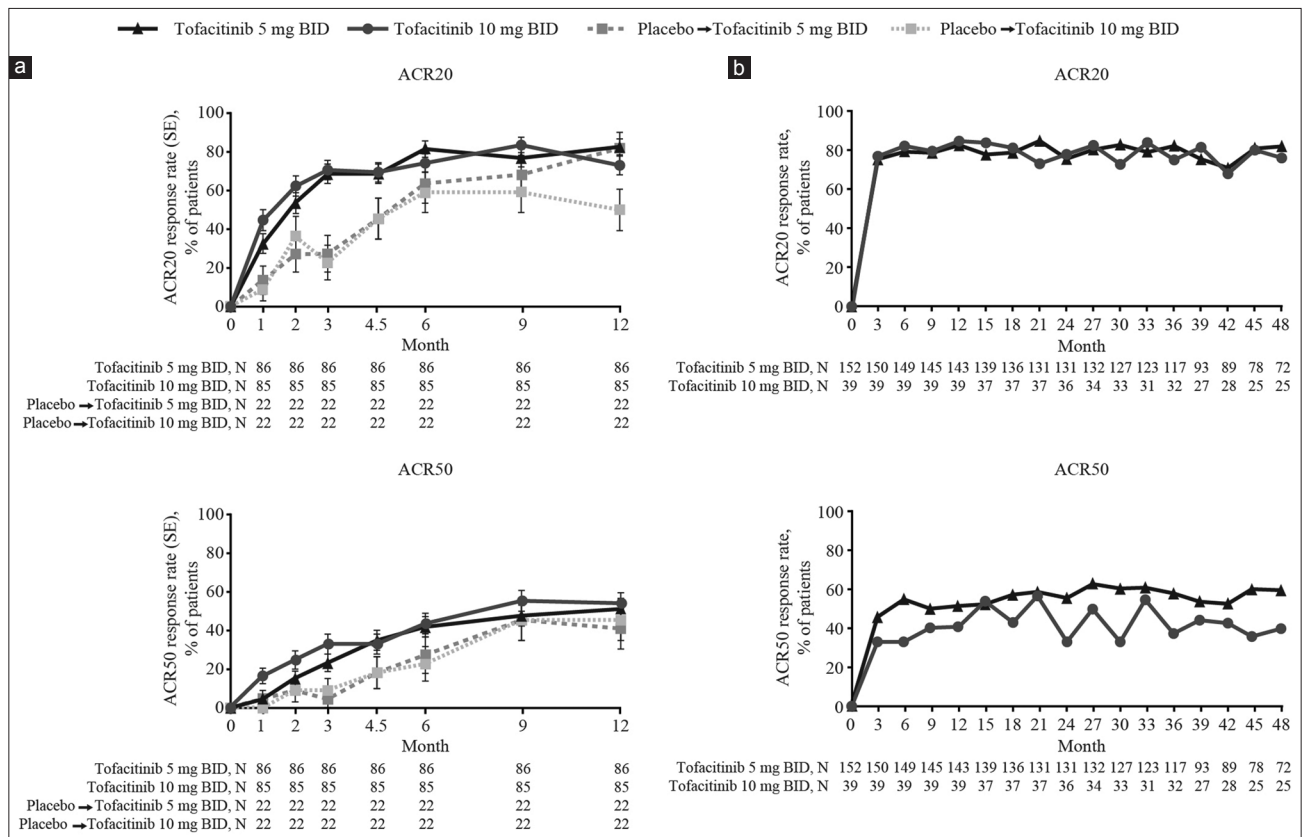 Tofacitinib 5 mg BID Tofacitinib 10 mg BID Placebo→Tofacitinib 5 mg BID Placebo→Tofacitinib 10 mg BID
a
ACR20
ACR20 response rate (SE),
% of patients
100
80
60
40
20
0
0 1 2 3 4.5 6 9 12
Month
Tofacitinib 5 mg BID, N 86 86 86 86 86 86 86
Tofacitinib 10 mg BID, N 85 85 85 85 85 85 85
Placebo→Tofacitinib 5 mg BID, N 22 22 22 22 22 22 22
Placebo→Tofacitinib 10 mg BID, N 22 22 22 22 22 22 22
ACR50
ACR50 response rate (SE),
% of patients
100
80
60
40
20
0
0 1 2 3 4.5 6 9 12
Month
Tofacitinib 5 mg BID, N 86 86 86 86 86 86 86
Tofacitinib 10 mg BID, N 85 85 85 85 85 85 85
Placebo→Tofacitinib 5 mg BID, N 22 22 22 22 22 22 22
Placebo→Tofacitinib 10 mg BID, N 22 22 22 22 22 22 22
b
ACR20
ACR20 response rate,
% of patients
100
80
60
40
20
0
0 3 6 9 12 15 18 21 24 27 30 33 36 39 42 45 48
Month
Tofacitinib 5 mg BID, N 152 150 149 145 143 139 136 131 131 132 127 123 117 93 89 78 72
Tofacitinib 10 mg BID, N 39 39 39 39 39 37 37 37 36 34 33 31 32 27 28 25 25
ACR50
ACR50 response rate,
% of patients
100
80
60
40
20
0
0 3 6 9 12 15 18 21 24 27 30 33 36 39 42 45 48
Month
Tofacitinib 5 mg BID, N 152 150 149 145 143 139 136 131 131 132 127 123 117 93 89 78 72
Tofacitinib 10 mg BID, N 39 39 39 39 39 37 37 37 36 34 33 31 32 27 28 25 25